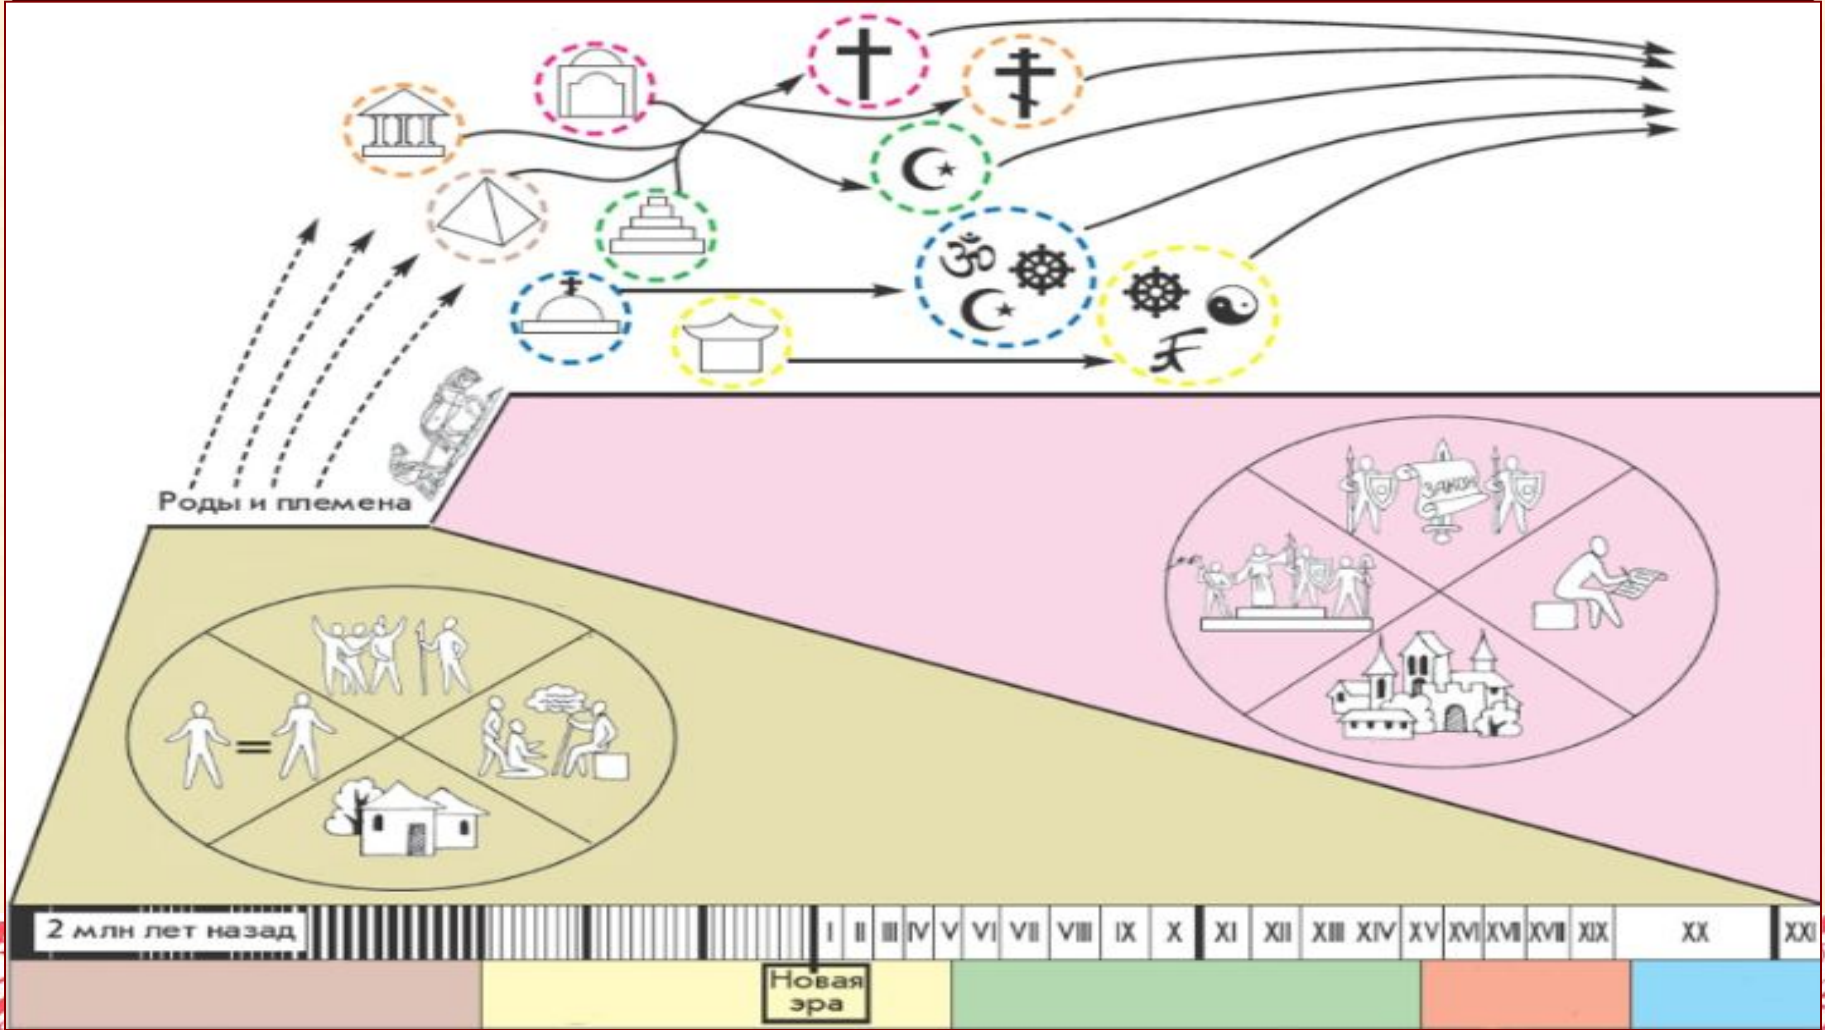 Роды и племена
ЗАКОН
2 млн лет назад
I II III IV V VI VII VIII IX X XI XII XIII XIV XV XVI XVII XVIII XIX XX XXI
Новая
эра